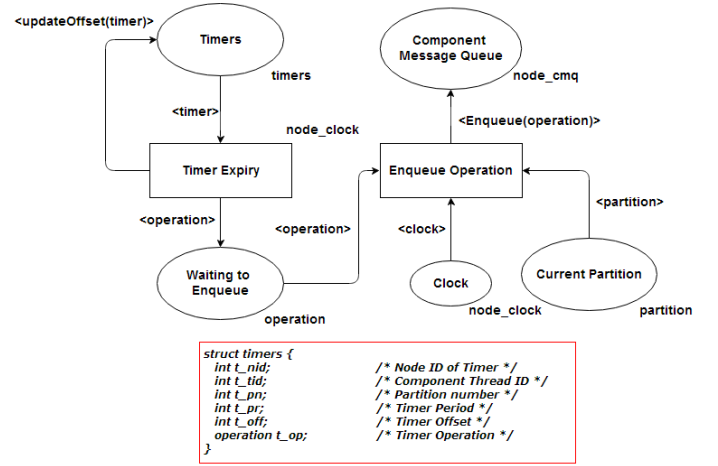 <updateOffset(timer)>
Timers
timers
<timer>
node_clock
Timer Expiry
<operation>
Waiting to
Enqueue
operation
<operation>
Component
Message Queue
node_cmq
<Enqueue(operation)>
Enqueue Operation
<clock>
<partition>
Clock
node_clock
Current Partition
partition
struct timers {
int t_nid; /* Node ID of Timer */
int t_tid; /* Component Thread ID */
int t_pn; /* Partition number */
int t_pr; /* Timer Period */
int t_off; /* Timer Offset */
operation t_op; /* Timer Operation */
}